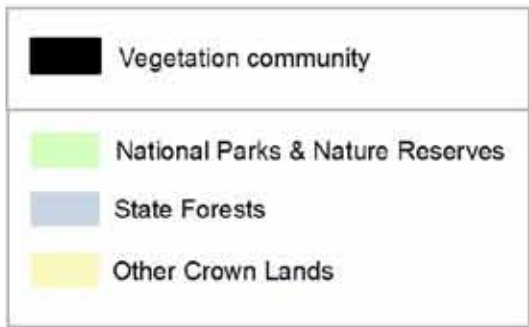 Vegetation community
National Parks & Nature Reserves
State Forests
Other Crown Lands